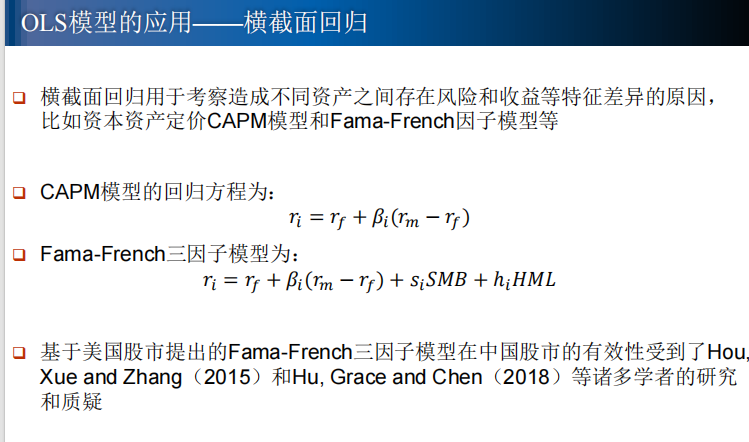 OLS模型的应用——横截面回归
横截面回归用于考察造成不同资产之间存在风险和收益等特征差异的原因，
比如资本资产定价CAPM模型和Fama-French因子模型等
CAPM模型的回归方程为：
r_i = r_f + β_i(r_m − r_f)
Fama-French三因子模型为：
r_i = r_f + β_i(r_m − r_f) + s_iSMB + h_iHML
基于美国股市提出的Fama-French三因子模型在中国股市的有效性受到了Hou,
Xue and Zhang（2015）和Hu, Grace and Chen（2018）等诸多学者的研究
和质疑